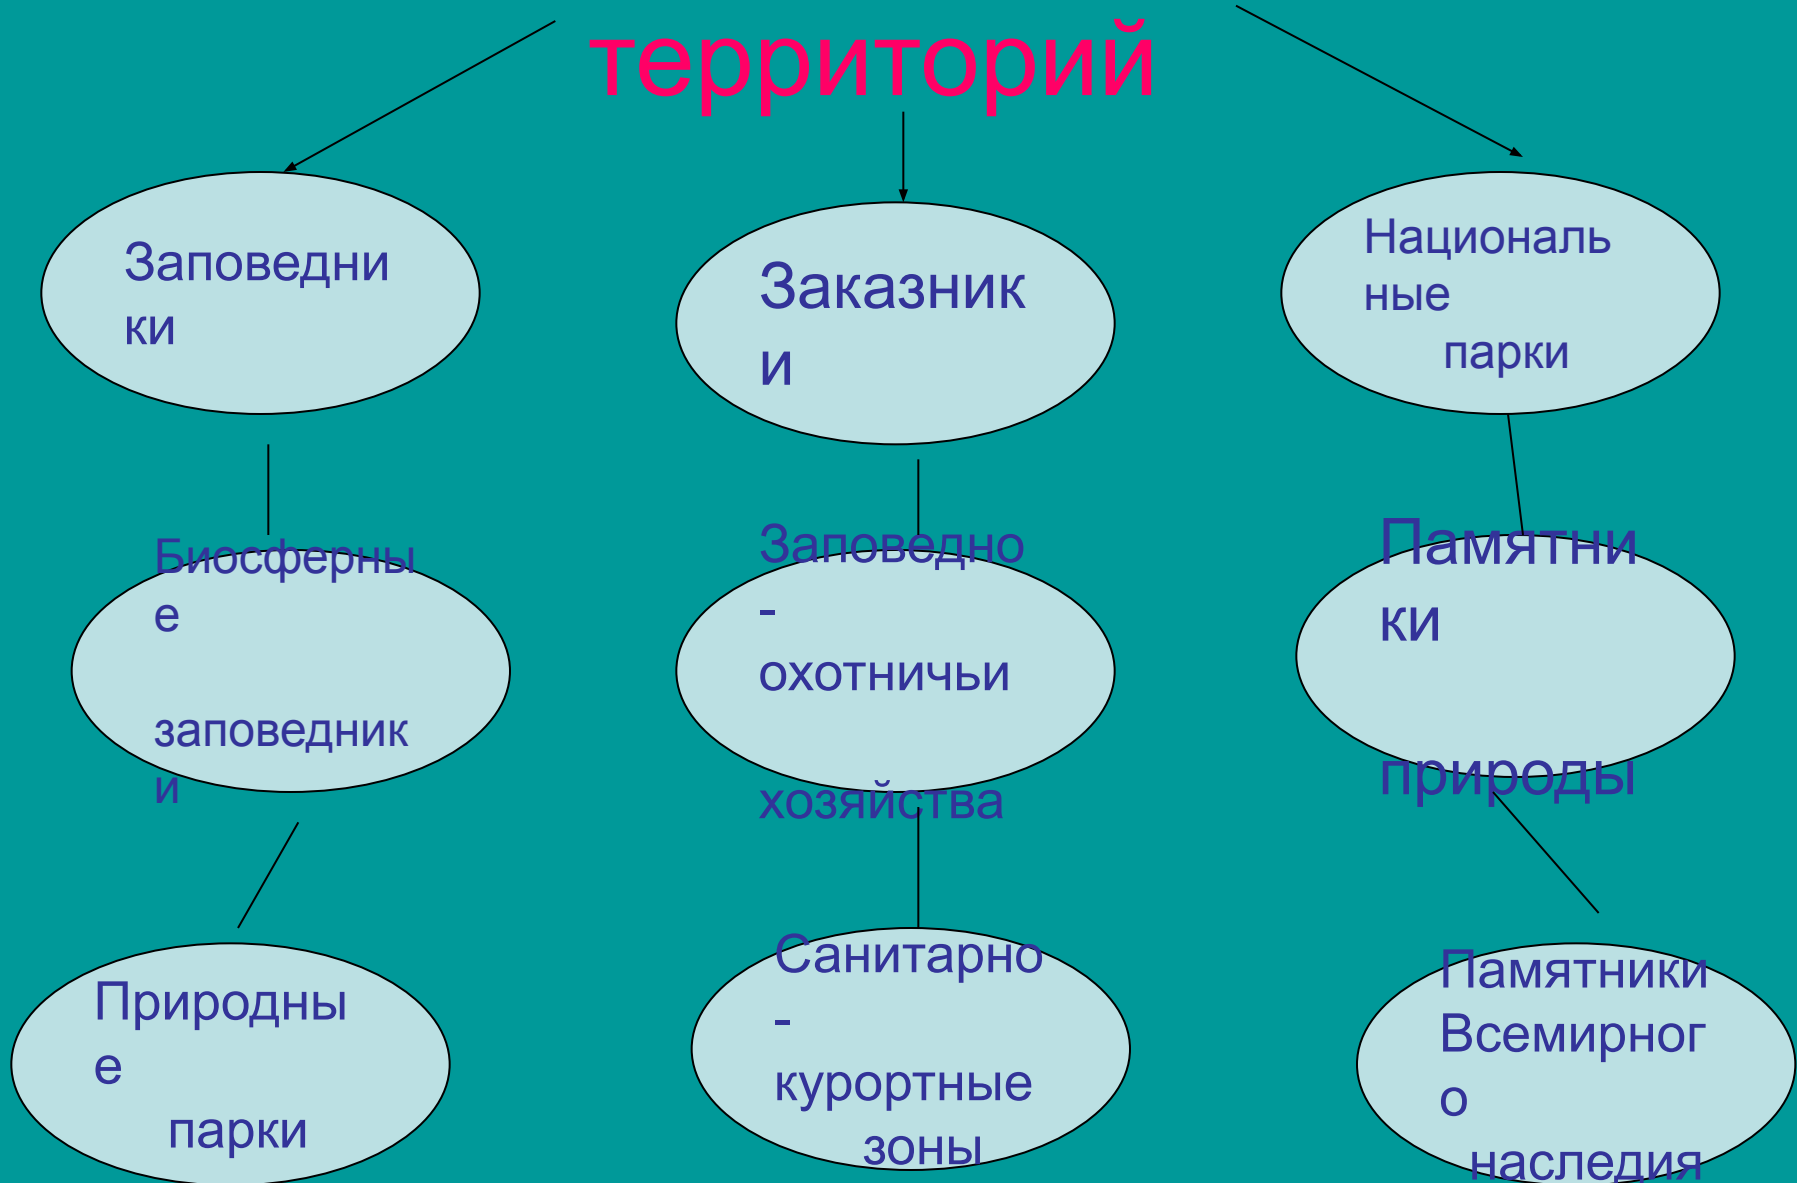 территорий
Заповедни
ки
Заказник
и
Националь
ные
парки
Биосферны
е
заповедник
и
Заповедно
-
охотничьи
хозяйства
Памятни
ки
природы
Природны
е
парки
Санитарно
-
курортные
зоны
Памятники
Всемирног
о
наследия